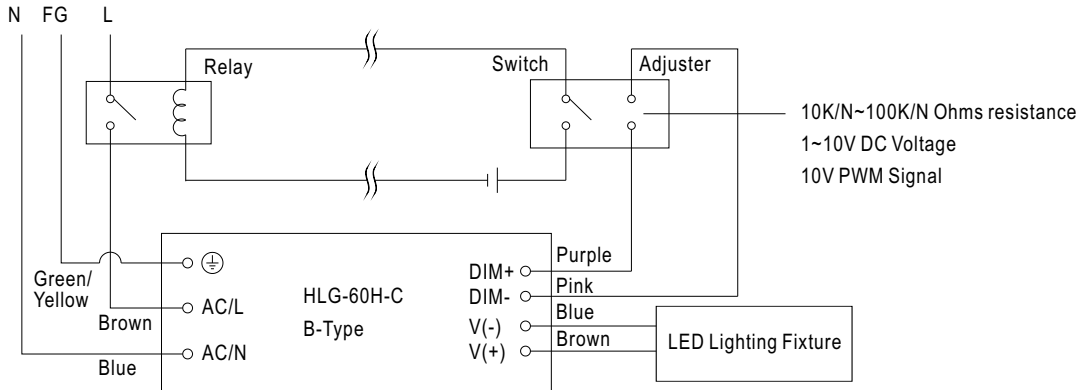 N FG L
Relay
Switch
Adjuster
10K/N~100K/N Ohms resistance
1~10V DC Voltage
10V PWM Signal
Green/
Yellow
Brown
Blue
AC/L
AC/N
HLG-60H-C
B-Type
DIM+
DIM-
V(-)
V(+)
Purple
Pink
Blue
Brown
LED Lighting Fixture